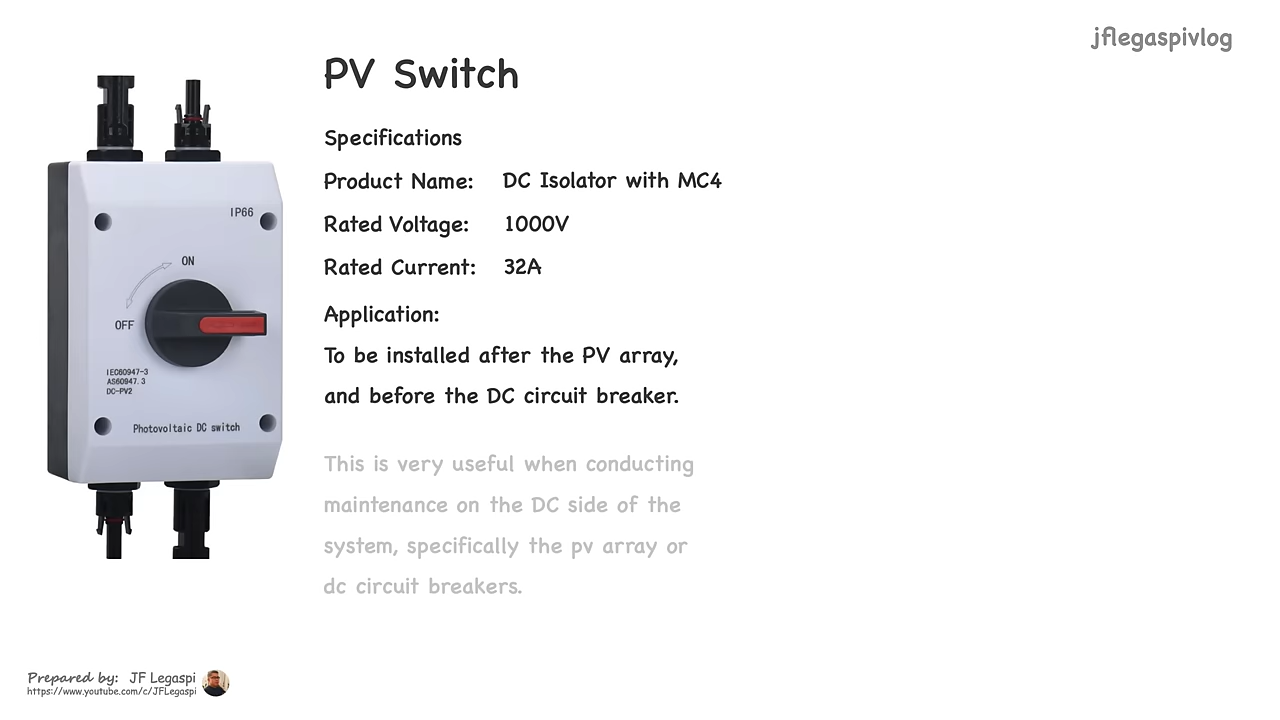 jflegaspivlog
PV Switch
Specifications
Product Name: DC Isolator with MC4
Rated Voltage: 1000V
Rated Current: 32A
Application:
To be installed after the PV array,
and before the DC circuit breaker.
This is very useful when conducting
maintenance on the DC side of the
system, specifically the pv array or
dc circuit breakers.
IP66
ON
OFF
IEC60947-3
AS60947.3
DC-PV2
Photovoltaic DC switch
Prepared by: JF Legaspi
https://www.youtube.com/c/JFLegaspi